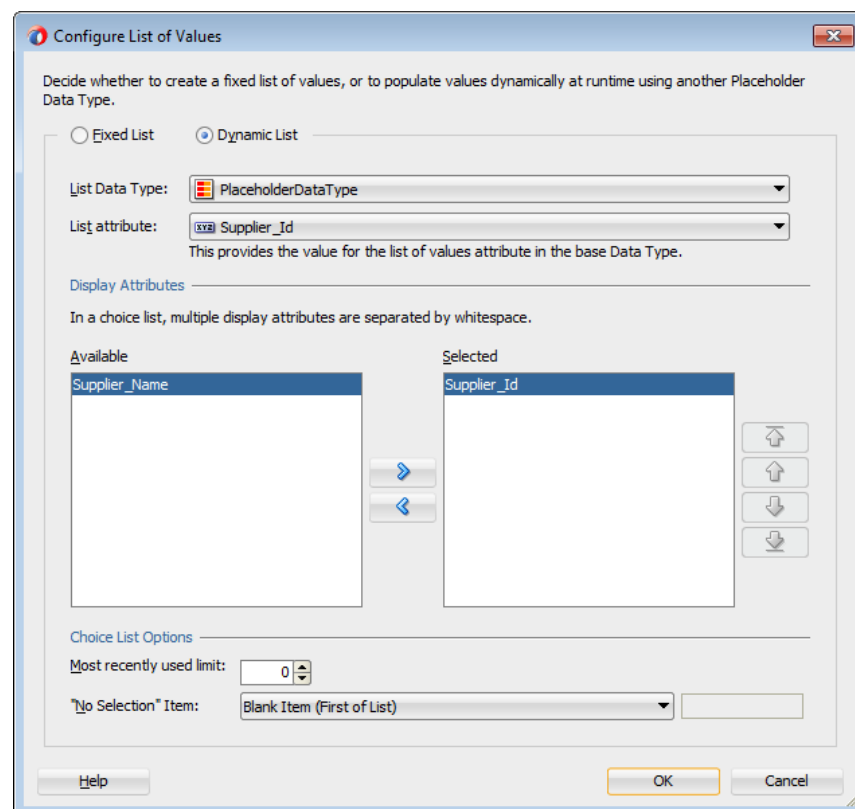 Configure List of Values
Decide whether to create a fixed list of values, or to populate values dynamically at runtime using another Placeholder
Data Type.
Fixed List
Dynamic List
List Data Type:
PlaceholderDataType
List attribute:
XYZ Supplier_Id
This provides the value for the list of values attribute in the base Data Type.
Display Attributes
In a choice list, multiple display attributes are separated by whitespace.
Available
Selected
Supplier_Name
Supplier_Id
Choice List Options
Most recently used limit:
0
"No Selection" Item:
Blank Item (First of List)
Help
OK
Cancel